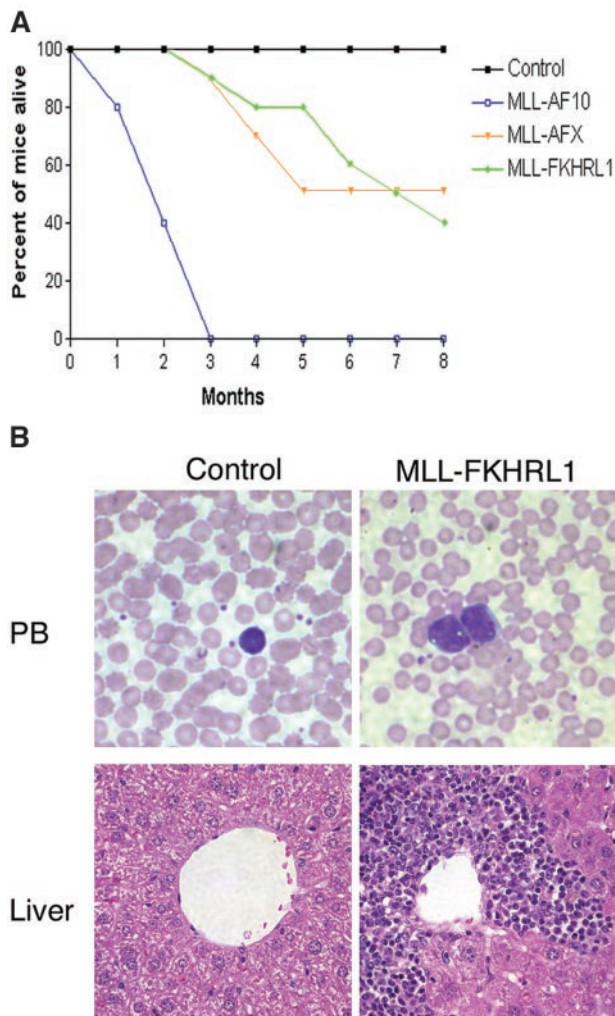 A
Percent of mice alive
100
80
60
40
20
0
0 1 2 3 4 5 6 7 8
Months
Control
MLL-AF10
MLL-AFX
MLL-FKHRL1
B
Control MLL-FKHRL1
PB
Liver